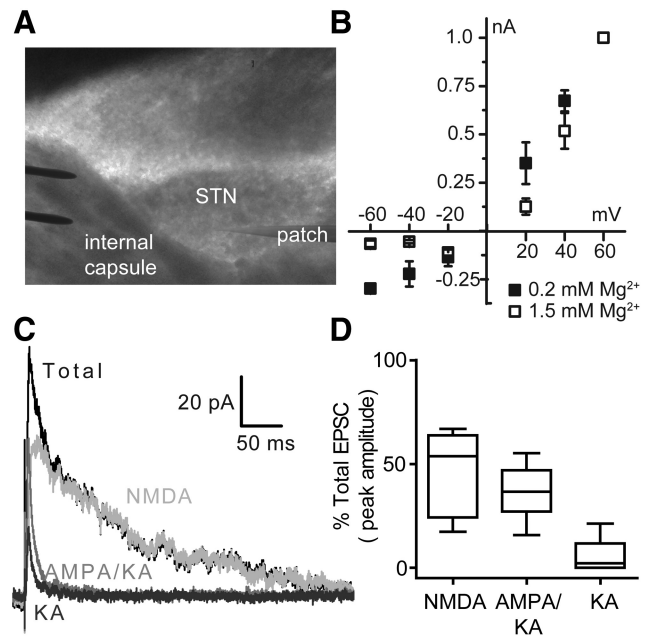 A
STN
patch
internal
capsule
B
nA
1.0
0.75
0.5
0.25
-60 -40 -20
mV
20 40 60
-0.25
0.2 mM Mg²⁺
1.5 mM Mg²⁺
C
Total
20 pA
50 ms
NMDA
AMPA/KA
KA
D
% Total EPSC
( peak amplitude)
100
50
0
NMDA AMPA/ KA
KA